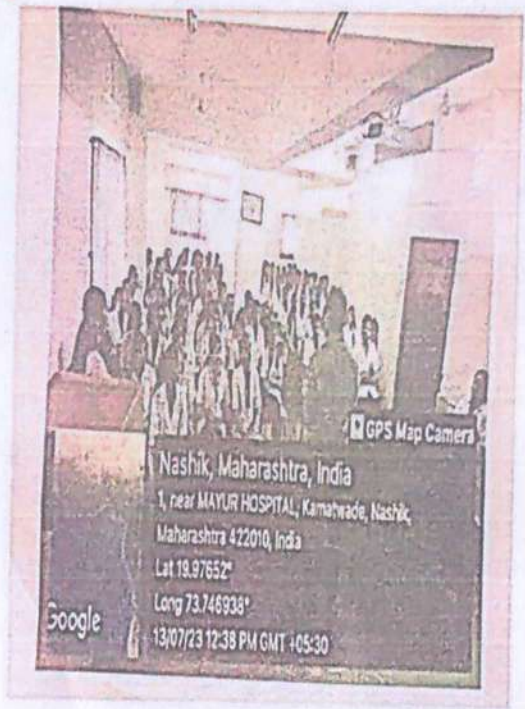 GPS Map Camera
Nashik, Maharashtra, India
1, near MAYUR HOSPITAL, Kamatwade, Nashik,
Maharashtra 422010, India
Lat 19.97652°
Long 73.746938°
13/07/23 12:38 PM GMT +05:30
Google